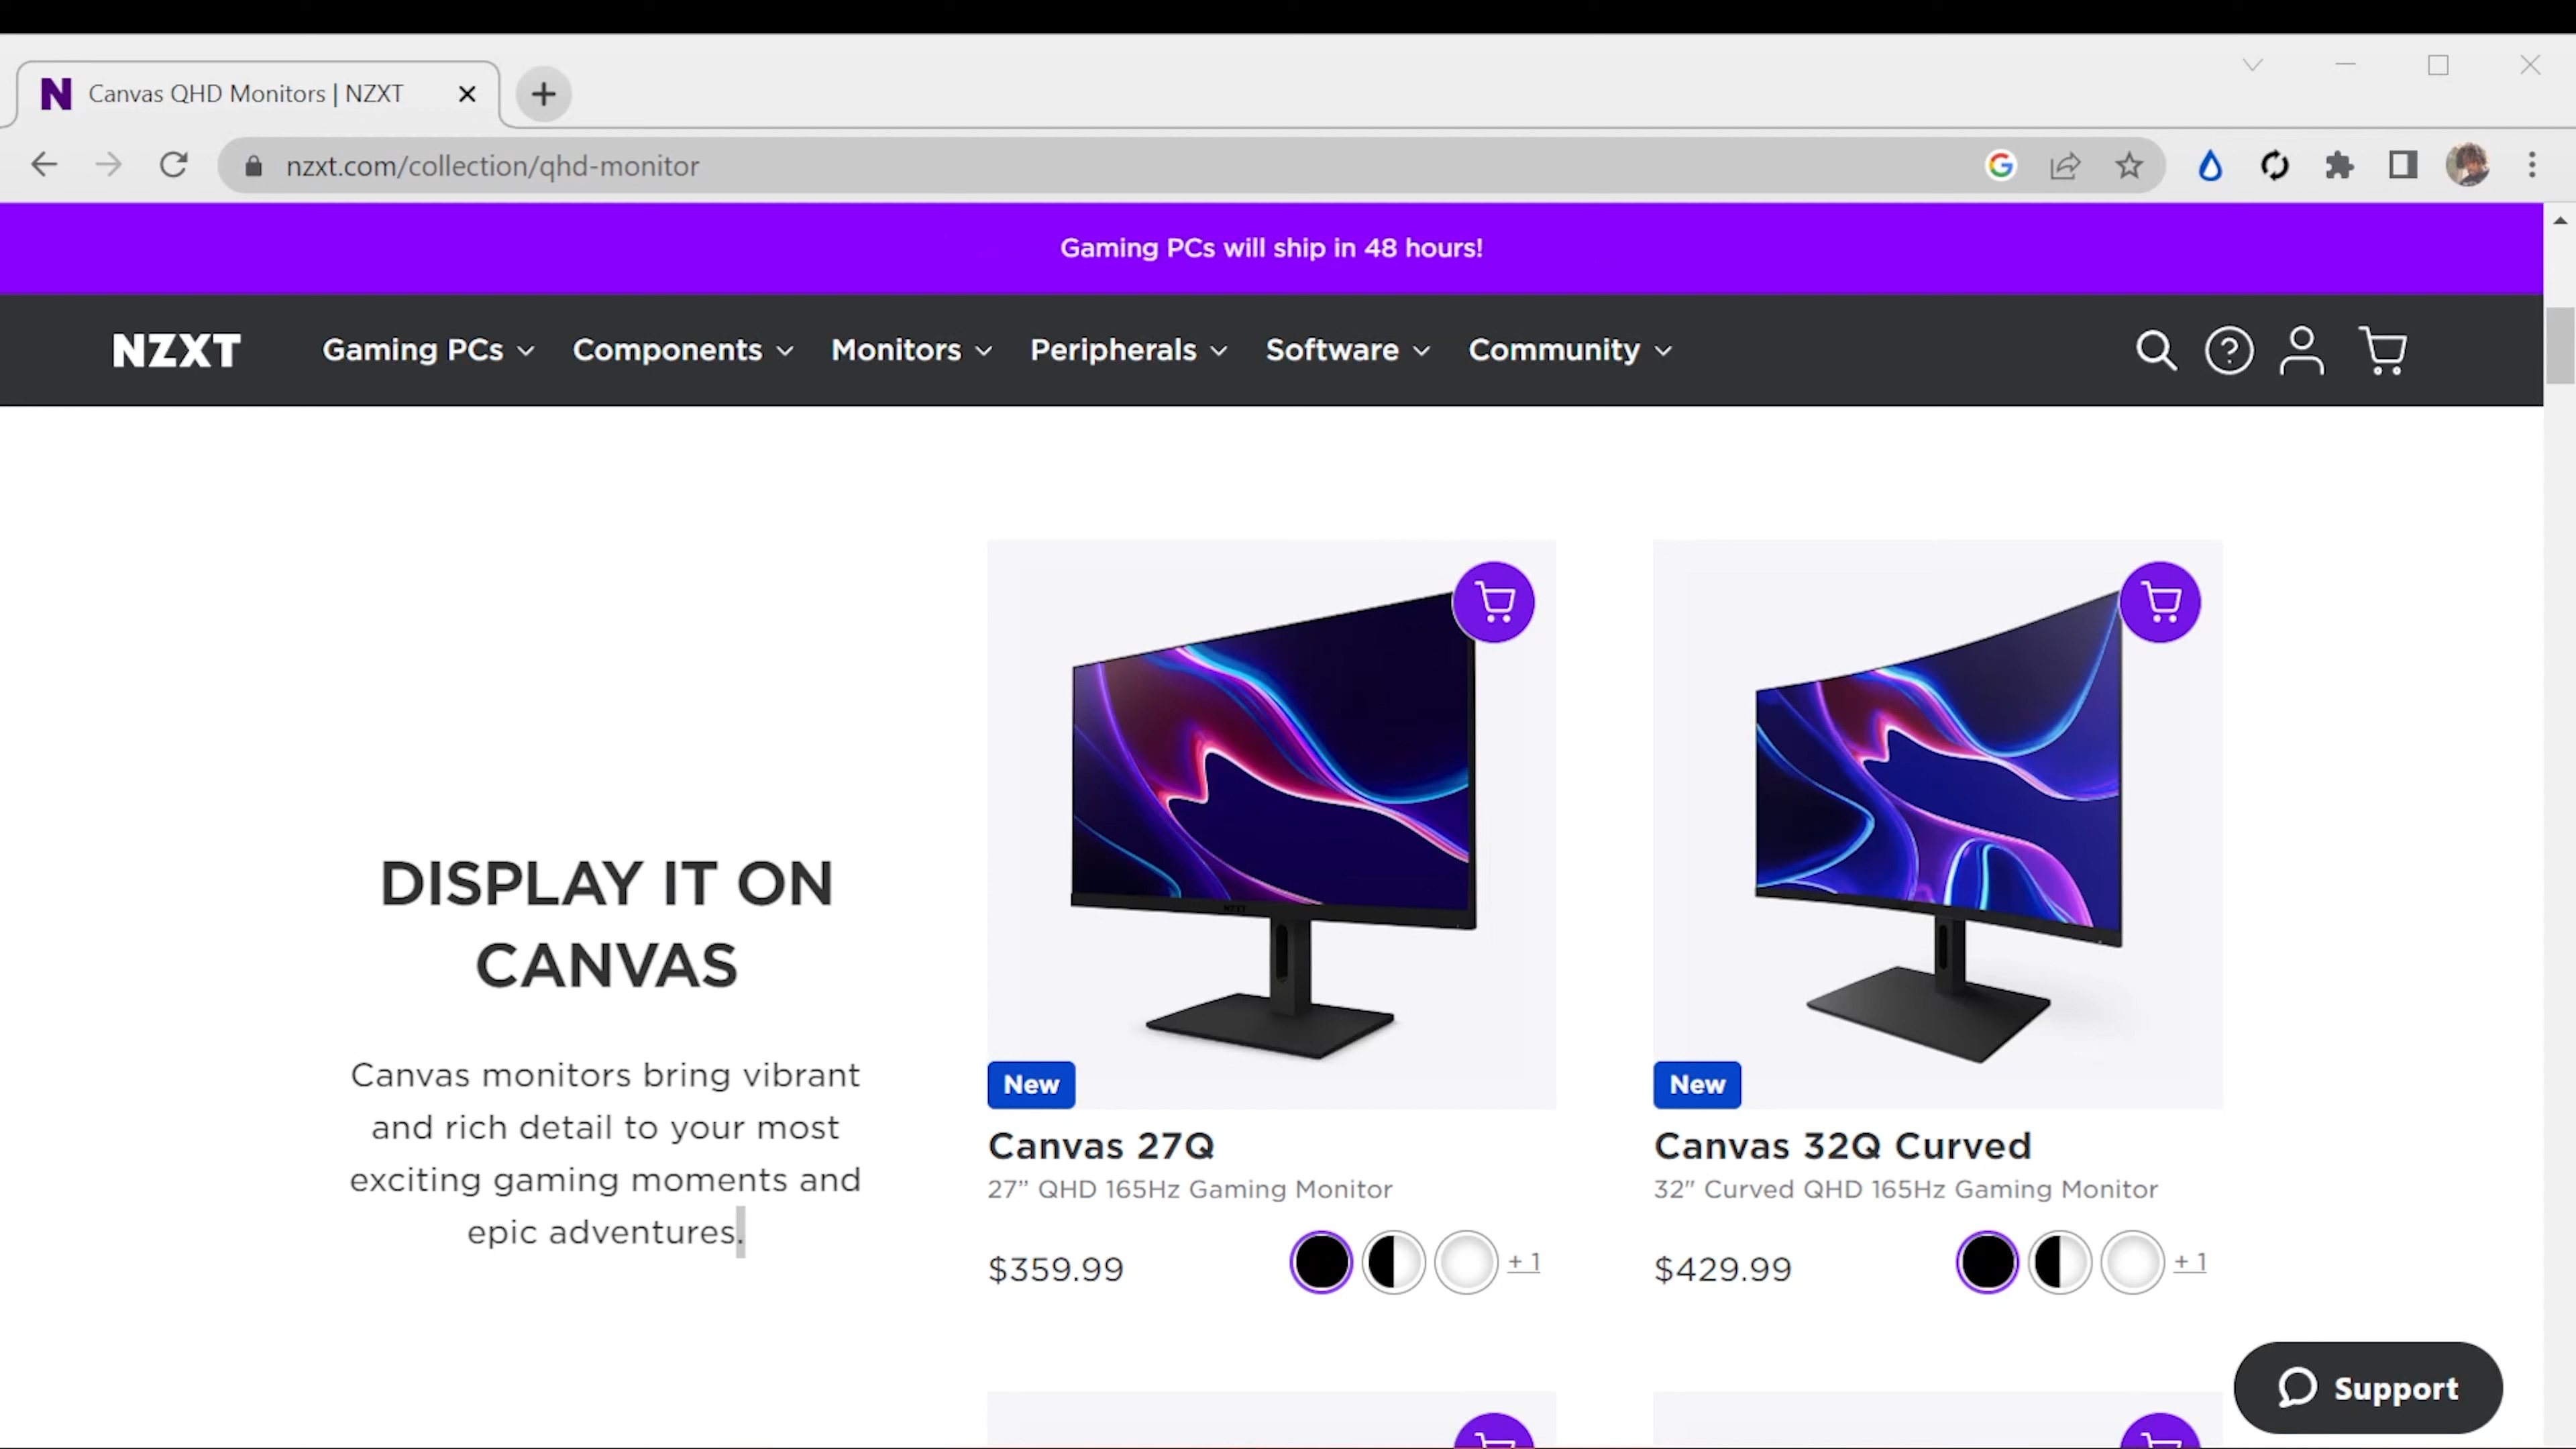 Canvas QHD Monitors | NZXT
nzxt.com/collection/qhd-monitor
Gaming PCs will ship in 48 hours!
NZXT Gaming PCs Components Monitors Peripherals Software Community
DISPLAY IT ON
CANVAS
Canvas monitors bring vibrant
and rich detail to your most
exciting gaming moments and
epic adventures.
New
Canvas 27Q
27” QHD 165Hz Gaming Monitor
$359.99
+ 1
New
Canvas 32Q Curved
32" Curved QHD 165Hz Gaming Monitor
$429.99
+ 1
Support